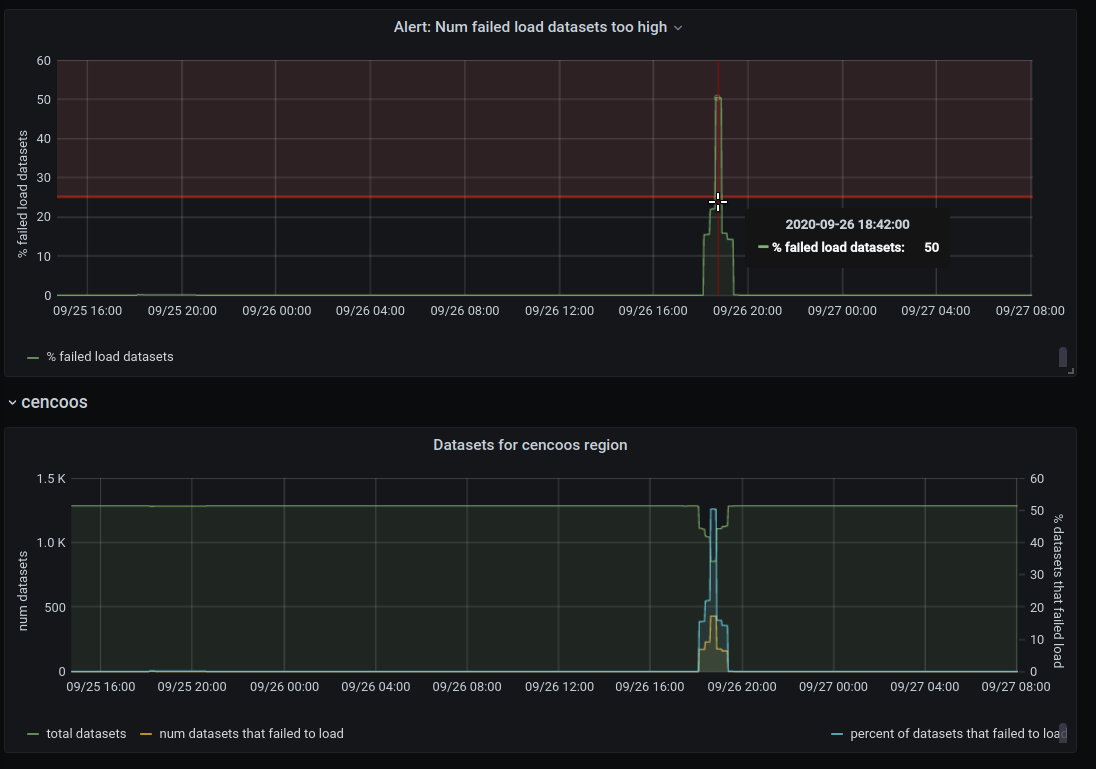 Alert: Num failed load datasets too high
60
50
40
30
20
10
0
% failed load datasets
2020-09-26 18:42:00
% failed load datasets: 50
09/25 16:00 09/25 20:00 09/26 00:00 09/26 04:00 09/26 08:00 09/26 12:00 09/26 16:00 09/26 20:00 09/27 00:00 09/27 04:00 09/27 08:00
% failed load datasets
cencoos
Datasets for cencoos region
1.5 K
1.0 K
500
0
num datasets
60
50
40
30
20
10
0
% datasets that failed load
09/25 16:00 09/25 20:00 09/26 00:00 09/26 04:00 09/26 08:00 09/26 12:00 09/26 16:00 09/26 20:00 09/27 00:00 09/27 04:00 09/27 08:00
total datasets num datasets that failed to load percent of datasets that failed to load